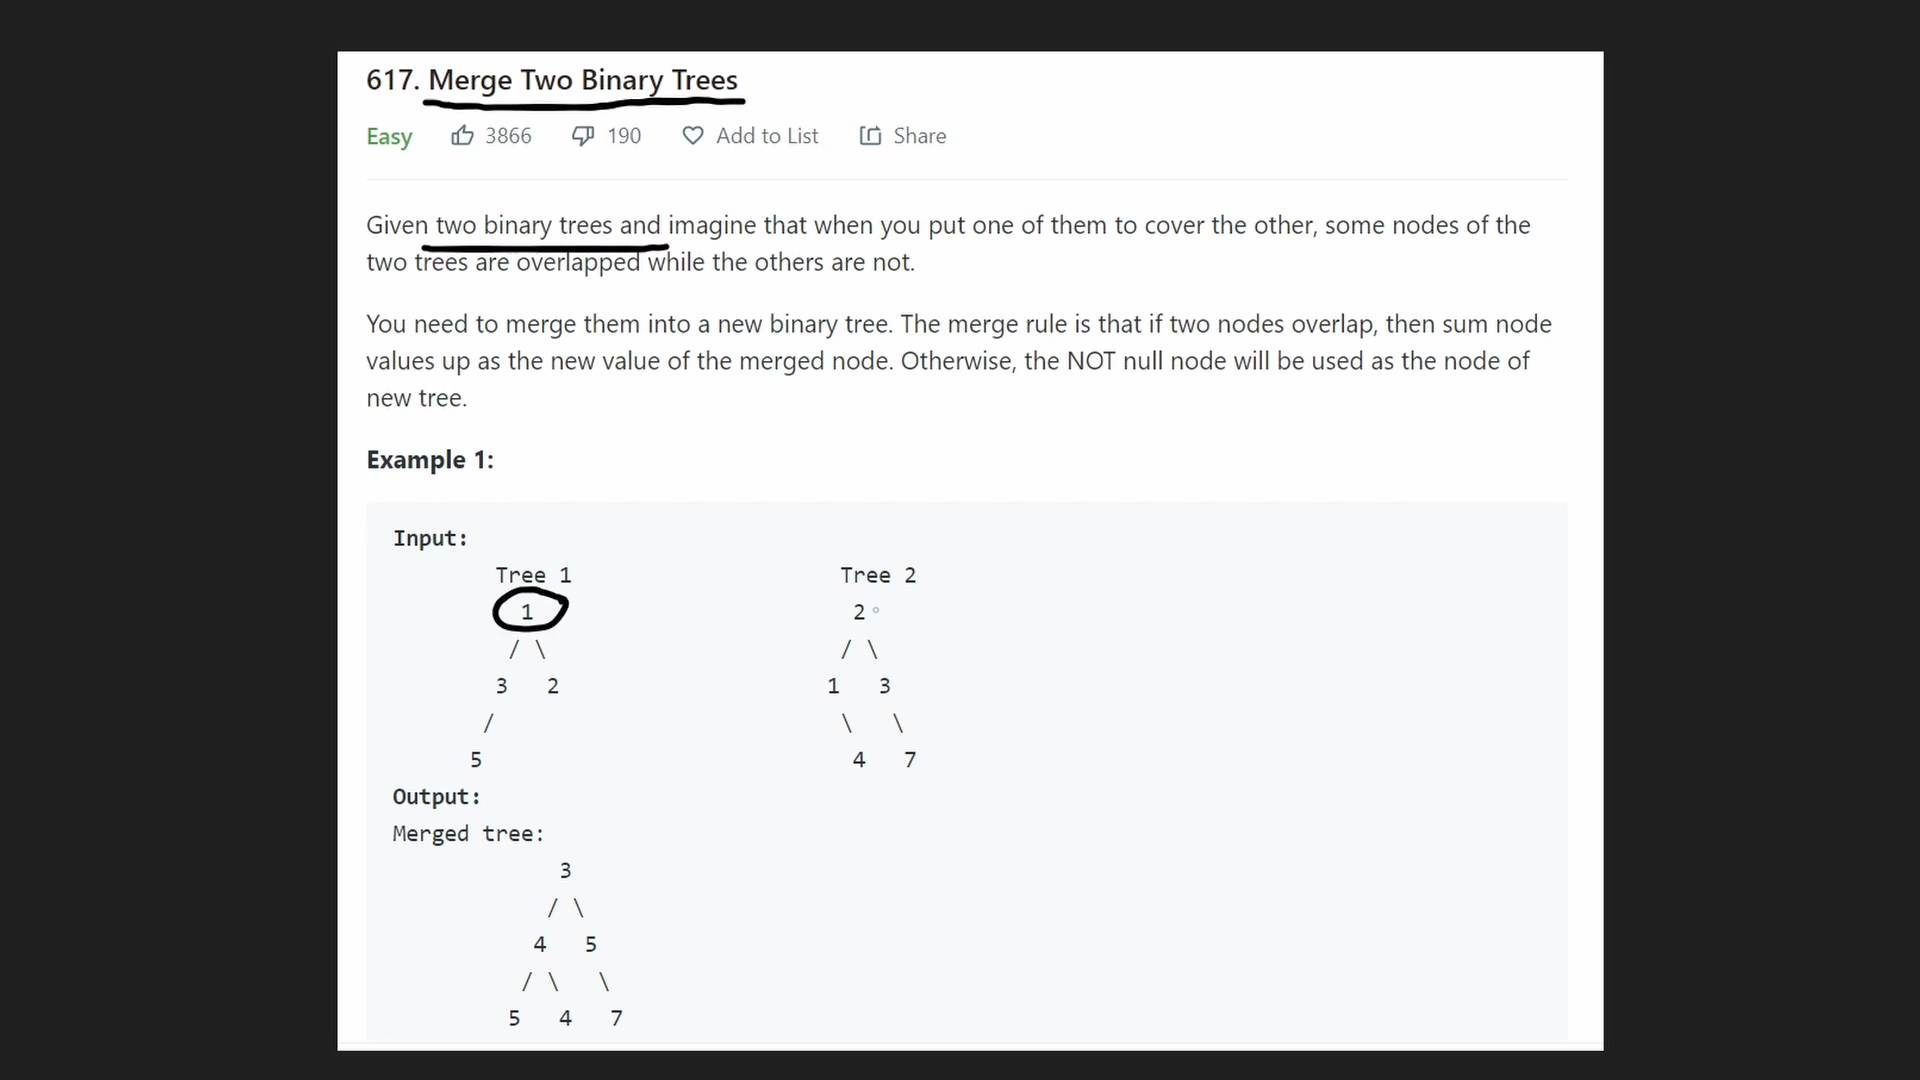 617. Merge Two Binary Trees
Easy 3866 190 Add to List Share
Given two binary trees and imagine that when you put one of them to cover the other, some nodes of the
two trees are overlapped while the others are not.
You need to merge them into a new binary tree. The merge rule is that if two nodes overlap, then sum node
values up as the new value of the merged node. Otherwise, the NOT null node will be used as the node of
new tree.
Example 1:
Input:
Tree 1 Tree 2
1 2
/ \ / \
3 2 1 3
/ \ \
5 4 7
Output:
Merged tree:
3
/ \
4 5
/ \ \
5 4 7